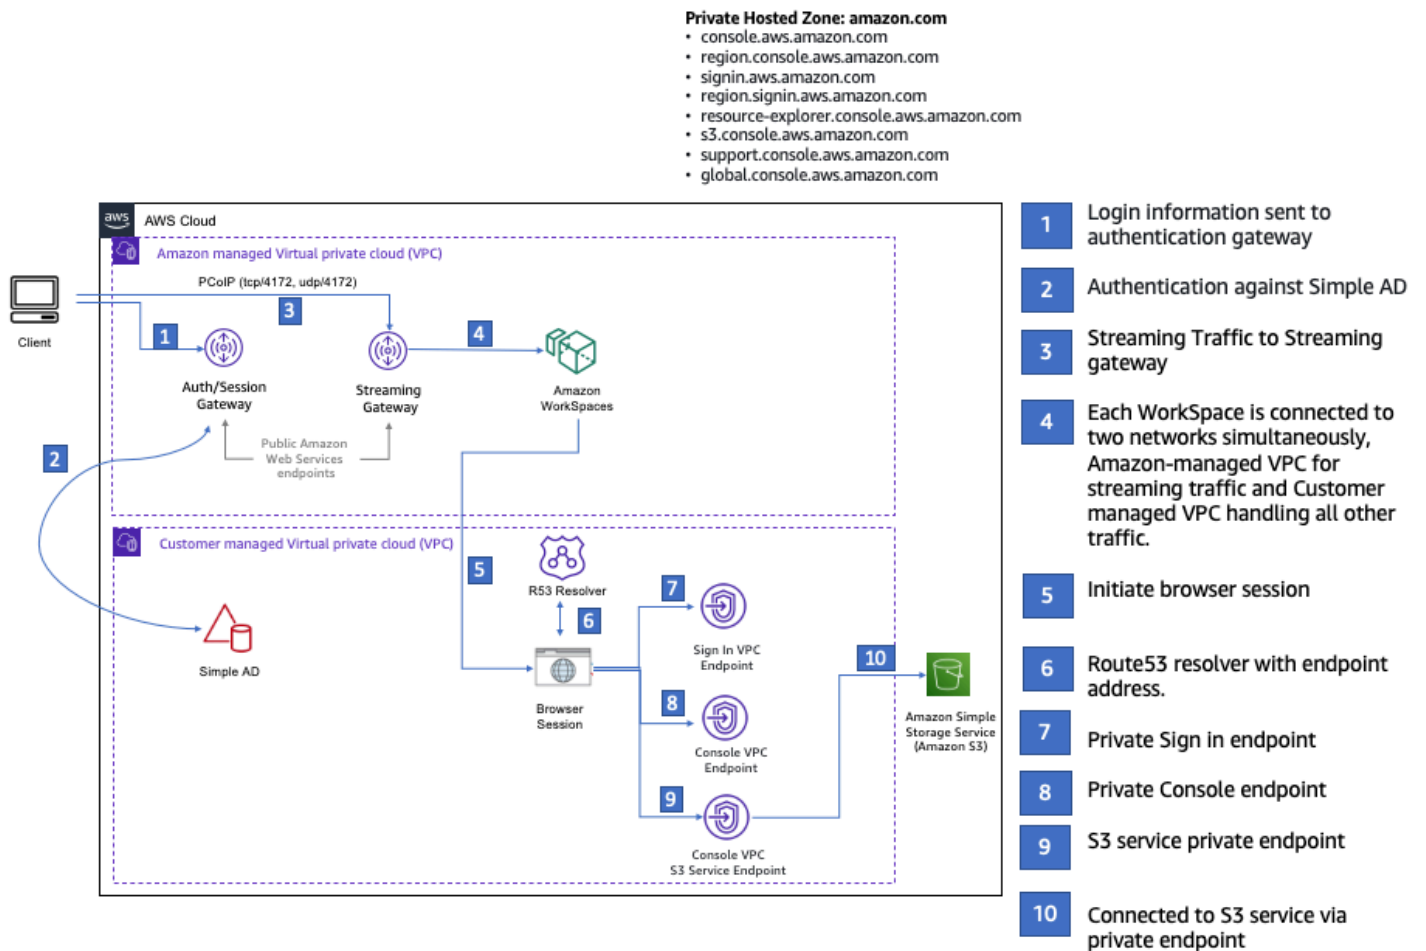 Private Hosted Zone: amazon.com
• console.aws.amazon.com
• region.console.aws.amazon.com
• signin.aws.amazon.com
• region.signin.aws.amazon.com
• resource-explorer.console.aws.amazon.com
• s3.console.aws.amazon.com
• support.console.aws.amazon.com
• global.console.aws.amazon.com
aws
AWS Cloud
Amazon managed Virtual private cloud (VPC)
PCoIP (tcp/4172, udp/4172)
3
1
4
Client
Auth/Session
Gateway
Streaming
Gateway
Amazon
WorkSpaces
Public Amazon
Web Services
endpoints
2
Customer managed Virtual private cloud (VPC)
5
R53 Resolver
6
7
Sign In VPC
Endpoint
Simple AD
Browser
Session
8
Console VPC
Endpoint
9
Console VPC
S3 Service Endpoint
10
Amazon Simple
Storage Service
(Amazon S3)
1
Login information sent to
authentication gateway
2
Authentication against Simple AD
3
Streaming Traffic to Streaming
gateway
4
Each WorkSpace is connected to
two networks simultaneously,
Amazon-managed VPC for
streaming traffic and Customer
managed VPC handling all other
traffic.
5
Initiate browser session
6
Route53 resolver with endpoint
address.
7
Private Sign in endpoint
8
Private Console endpoint
9
S3 service private endpoint
10
Connected to S3 service via
private endpoint